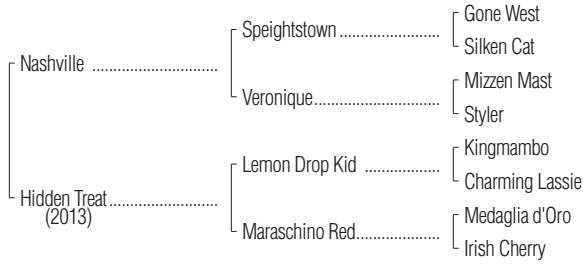 Gone West
Speightstown ....................
Silken Cat
Nashville .........................
Mizzen Mast
Veronique.........................
Styler
Kingmambo
Lemon Drop Kid ...............
Charming Lassie
Hidden Treat......................
(2013)
Medaglia d'Oro
Maraschino Red................
Irish Cherry